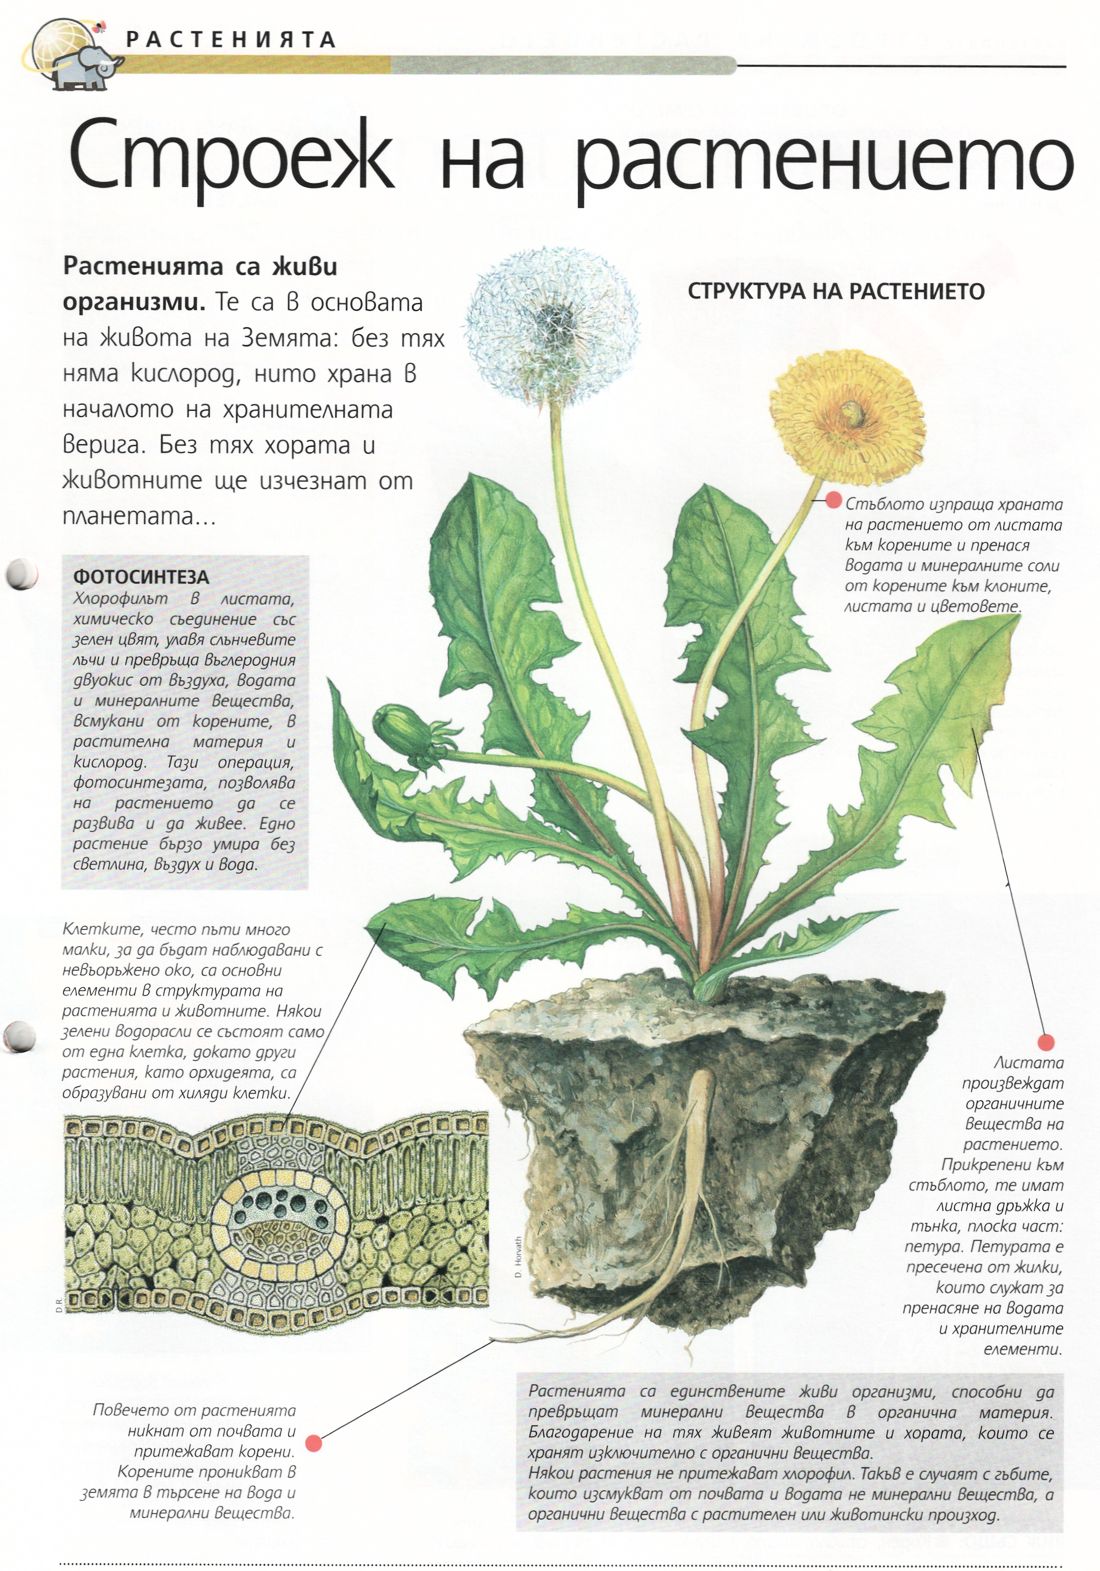 РАСТЕНИЯТА
Строеж на растението
Растенията са живи
организми. Те са в основата
на живота на Земята: без тях
няма кислород, нито храна в
началото на хранителната
верига. Без тях хората и
животните ще изчезнат от
планетата...
СТРУКТУРА НА РАСТЕНИЕТО
Стъблото изпраща храната
на растението от листата
към корените и пренася
водата и минералните соли
от корените към клоните,
листата и цветовете.
ФОТОСИНТЕЗА
Хлорофилът в листата,
химическо съединение със
зелен цвят, улавя слънчевите
лъчи и превръща въглеродния
двуокис от въздуха, водата
и минералните вещества,
всмукани от корените, в
растителна материя и
кислород. Тази операция,
фотосинтезата, позволява
на растението да се
развива и да живее. Едно
растение бързо умира без
светлина, въздух и вода.
Клетките, често пъти много
малки, за да бъдат наблюдавани с
невъоръжено око, са основни
елементи в структурата на
растенията и животните. Някои
зелени водорасли се състоят само
от една клетка, докато други
растения, като орхидеята, са
образувани от хиляди клетки.
Листата
произвеждат
органичните
вещества на
растението.
Прикрепени към
стъблото, те имат
листна дръжка и
тънка, плоска част:
петура. Петурата е
пресечена от жилки,
които служат за
пренасяне на водата
и хранителните
елементи.
D.R.
D. Horvath
Повечето от растенията
никнат от почвата и
притежават корени.
Корените проникват в
земята в търсене на вода и
минерални вещества.
Растенията са единствените живи организми, способни да
превръщат минерални вещества в органична материя.
Благодарение на тях живеят животните и хората, които се
хранят изключително с органични вещества.
Някои растения не притежават хлорофил. Такъв е случаят с гъбите,
които изсмукват от почвата и водата не минерални вещества, а
органични вещества с растителен или животински произход.